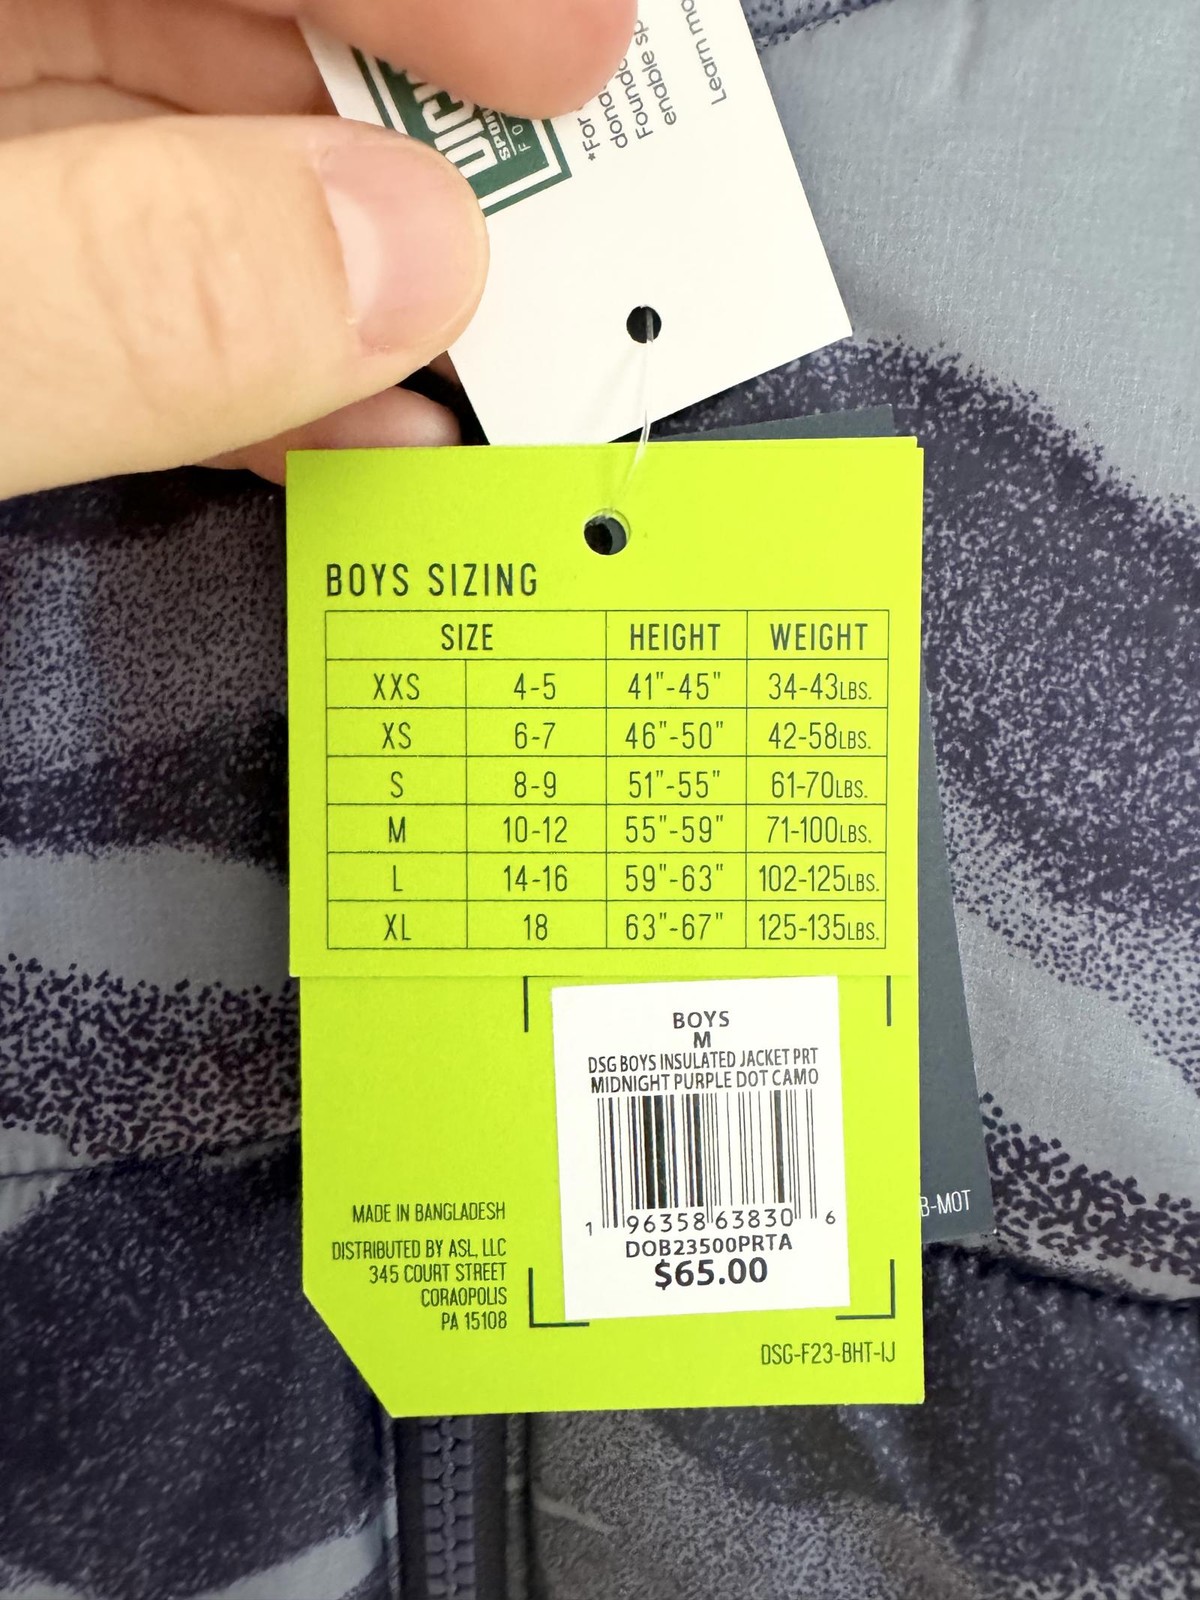 *For
dona
Founda
enable sp
Learn mo
BOYS SIZING
SIZE HEIGHT WEIGHT
XXS 4-5 41"-45" 34-43LBS.
XS 6-7 46"-50" 42-58LBS.
S 8-9 51"-55" 61-70LBS.
M 10-12 55"-59" 71-100LBS.
L 14-16 59"-63" 102-125LBS.
XL 18 63"-67" 125-135LBS.
BOYS
M
DSG BOYS INSULATED JACKET PRT
MIDNIGHT PURPLE DOT CAMO
1 96358 63830 6
DOB23500PRTA
$65.00
MADE IN BANGLADESH
DISTRIBUTED BY ASL, LLC
345 COURT STREET
CORAOPOLIS
PA 15108
DSG-F23-BHT-IJ
B-MOT